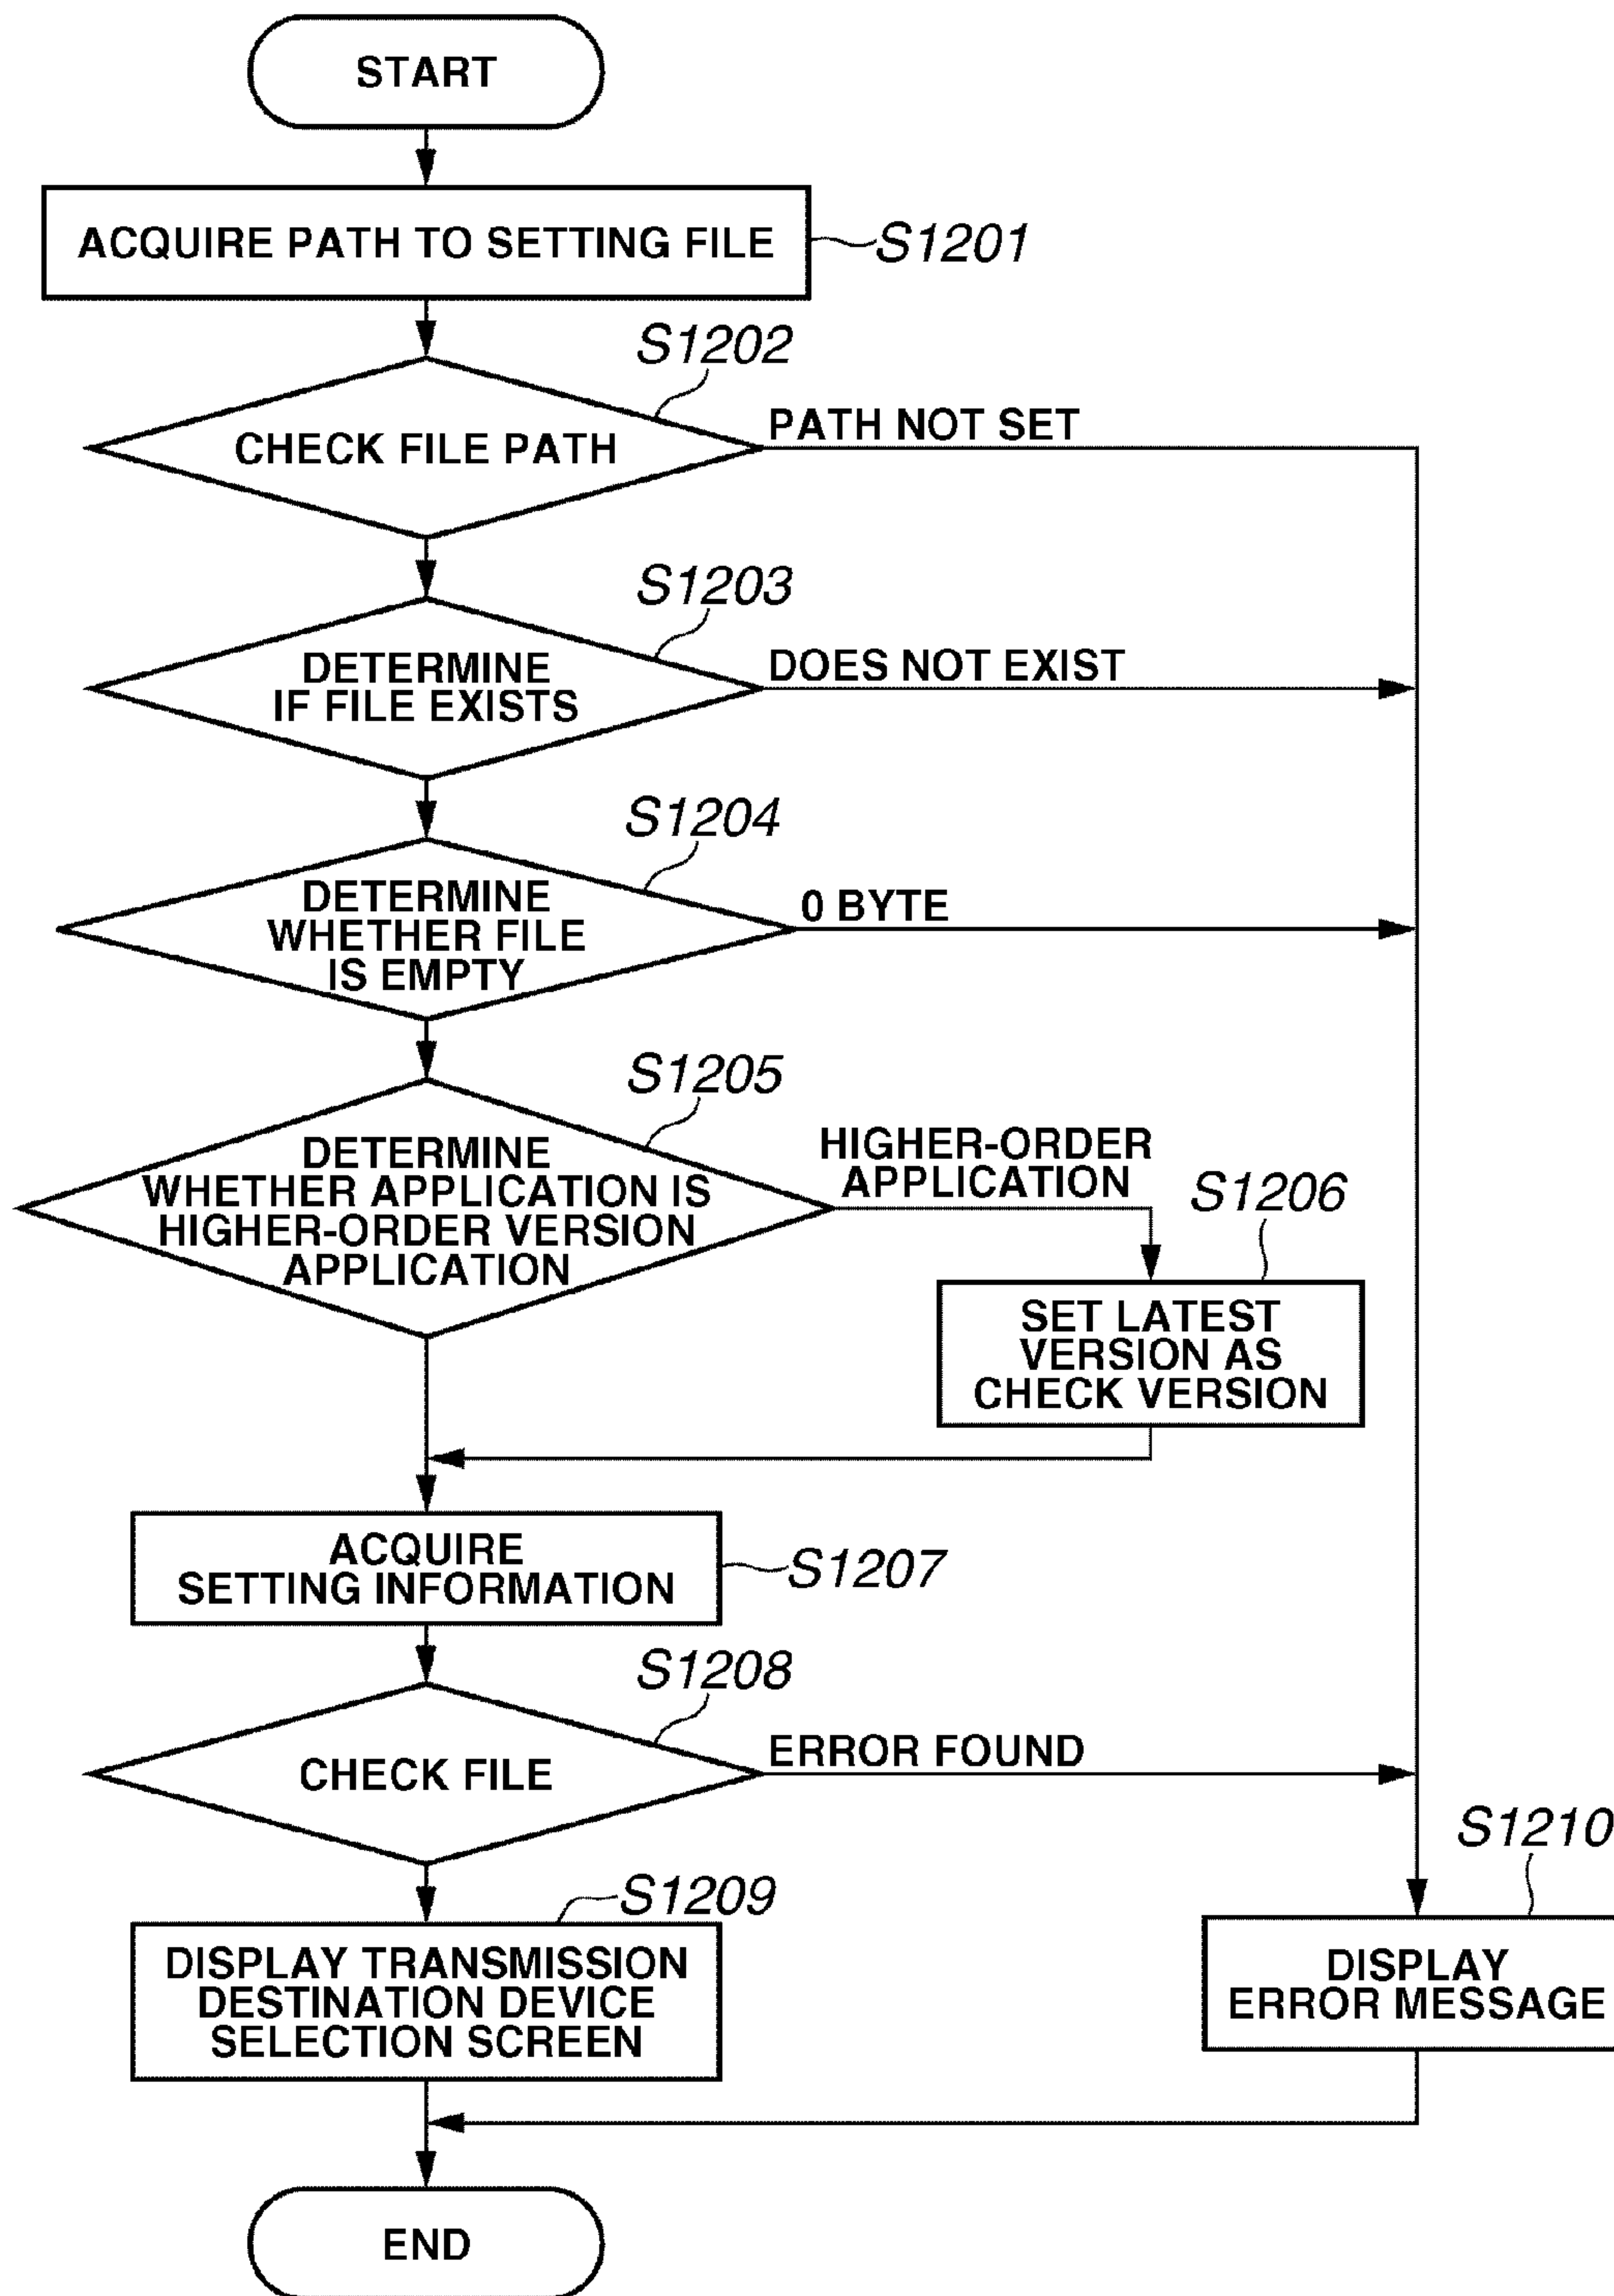 START
ACQUIRE PATH TO SETTING FILE
S1201
S1202
CHECK FILE PATH
PATH NOT SET
S1203
DETERMINE
IF FILE EXISTS
DOES NOT EXIST
S1204
DETERMINE
WHETHER FILE
IS EMPTY
0 BYTE
S1205
DETERMINE
WHETHER APPLICATION IS
HIGHER-ORDER VERSION
APPLICATION
HIGHER-ORDER
APPLICATION
S1206
SET LATEST
VERSION AS
CHECK VERSION
ACQUIRE
SETTING INFORMATION
S1207
S1208
CHECK FILE
ERROR FOUND
S1209
DISPLAY TRANSMISSION
DESTINATION DEVICE
SELECTION SCREEN
S1210
DISPLAY
ERROR MESSAGE
END